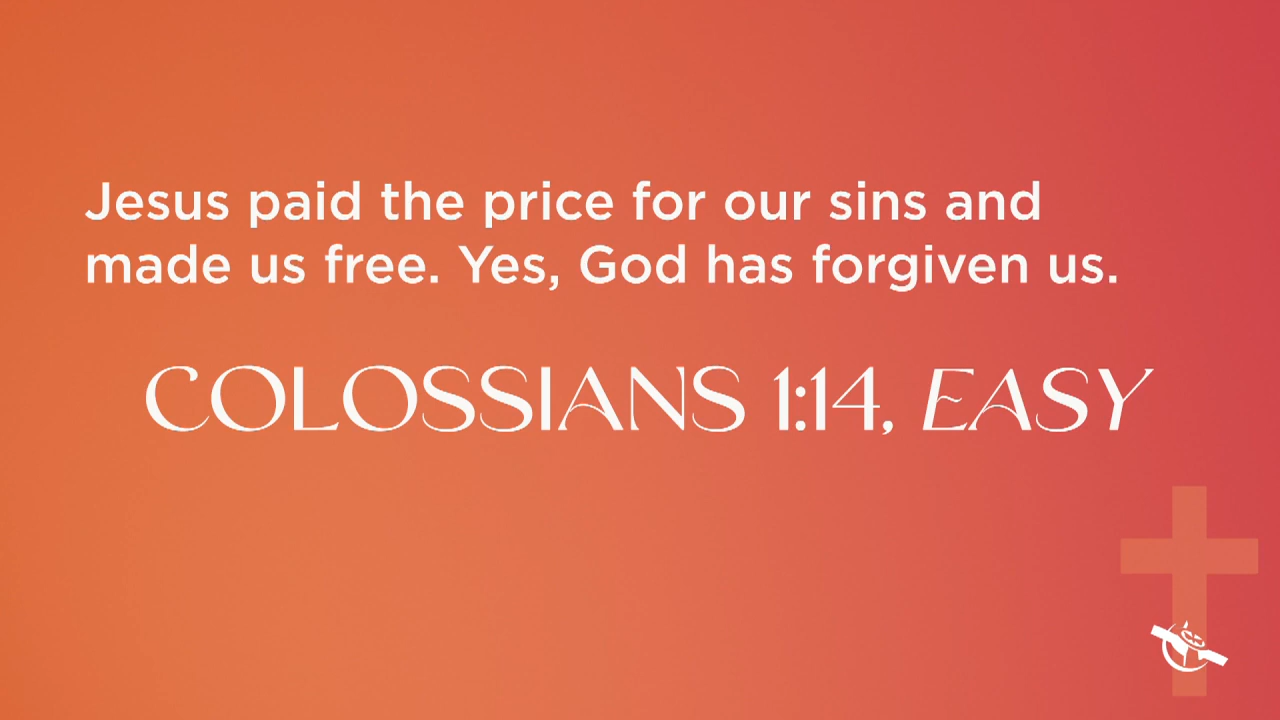 Jesus paid the price for our sins and
made us free. Yes, God has forgiven us.
COLOSSIANS 1:14, EASY